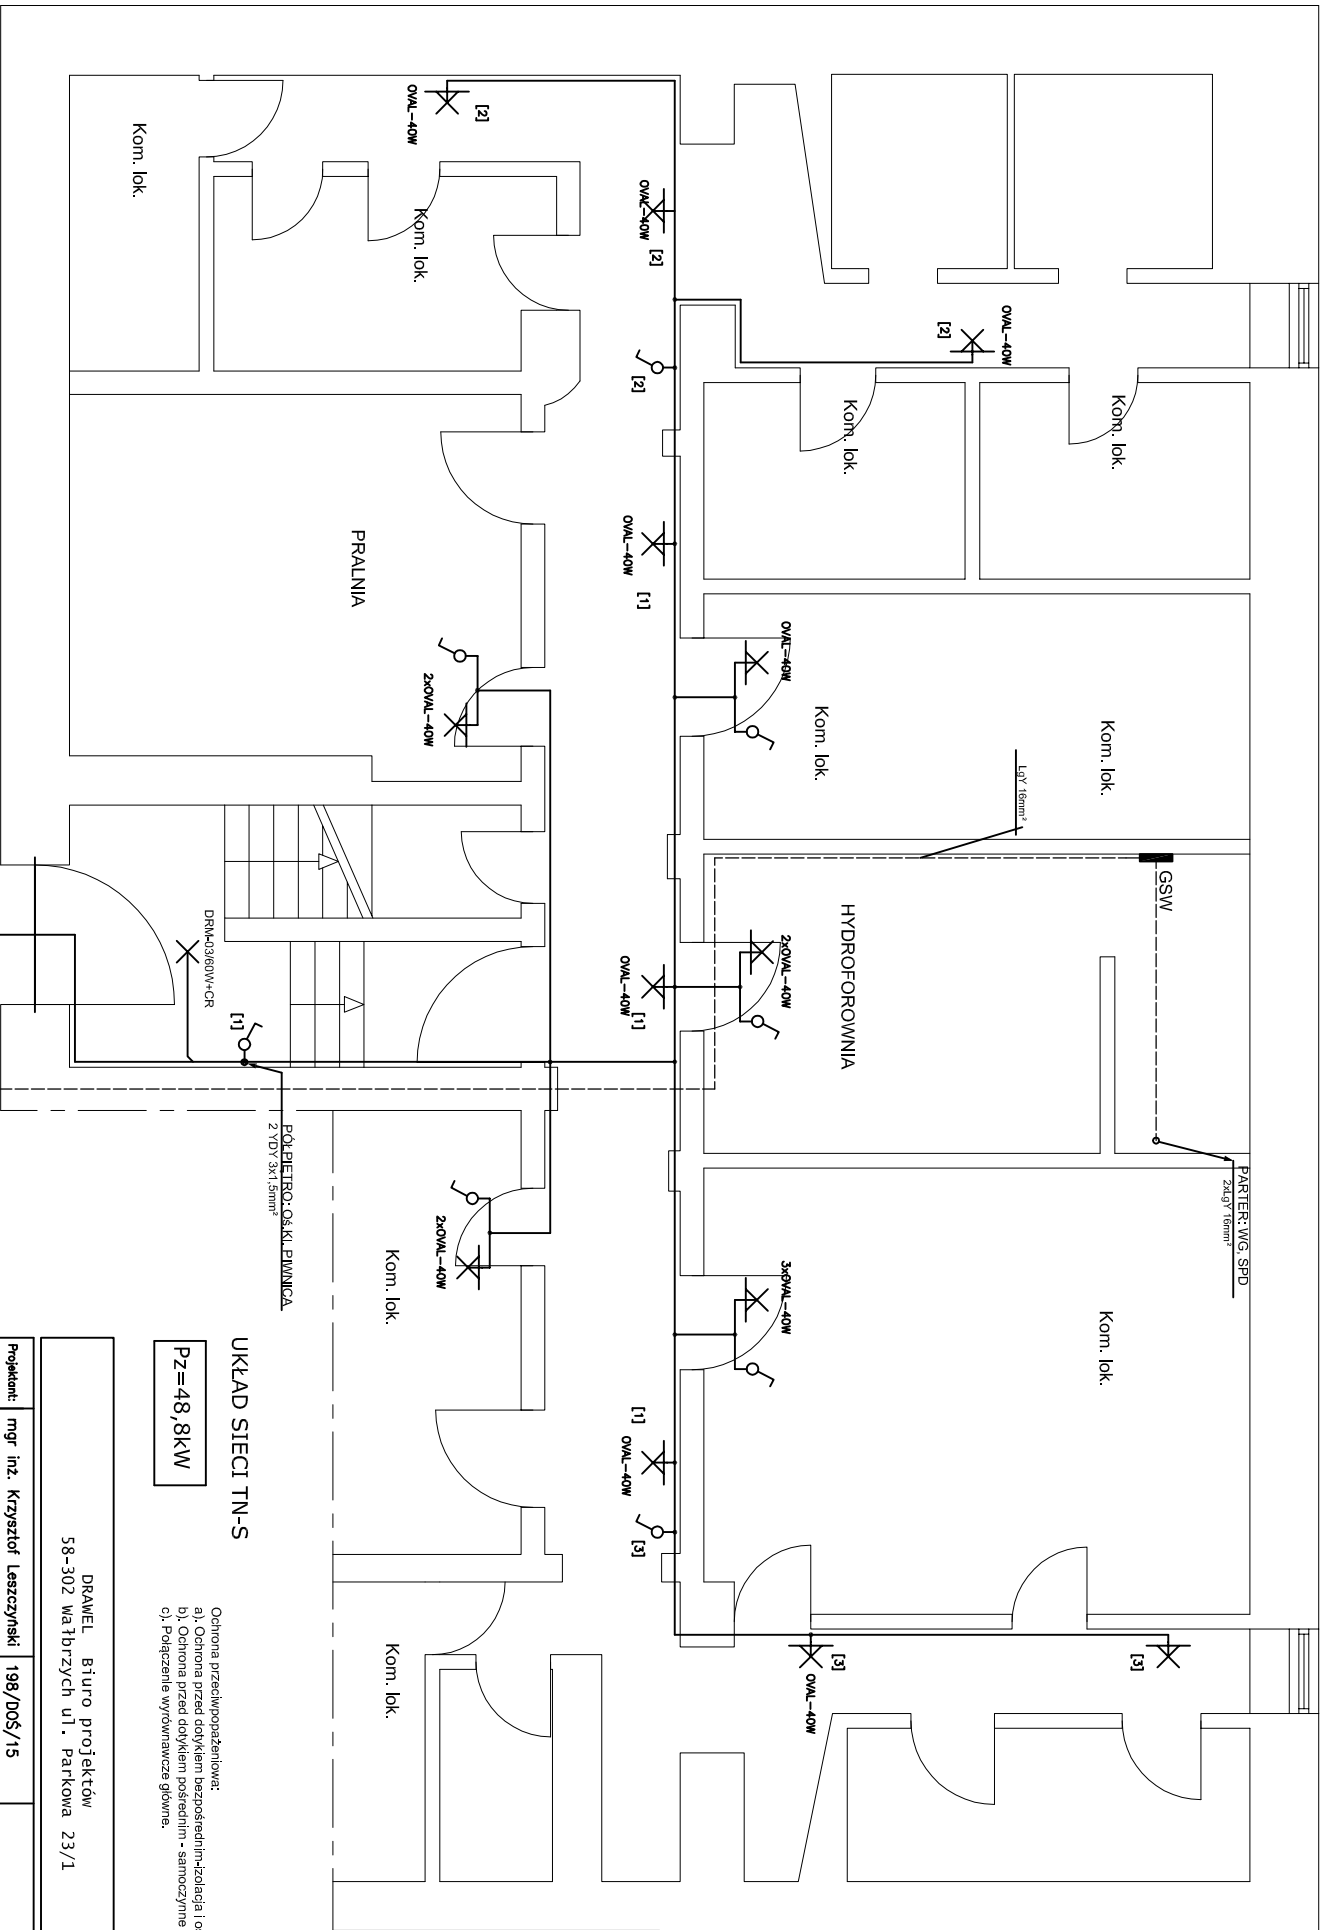 OVAL-40W
[2]
Kom. lok.
Kom. lok.
OVAL-40W
[2]
OVAL-40W
[2]
[2]
Kom. lok.
Kom. lok.
OVAL-40W
[1]
PRALNIA
2xOVAL-40W
OVAL-40W
Kom. lok.
Kom. lok.
LgY 16mm²
GSW
HYDROFOROWNIA
2xOVAL-40W
OVAL-40W
[1]
DRM-03/60W+CR
[1]
PÓŁPIĘTRO: Oś.Kl. PIWNICA
2 YDY 3x1,5mm²
PARTER: WG, SPD
2xLgY 16mm²
2xOVAL-40W
Kom. lok.
3xOVAL-40W
Kom. lok.
[1]
OVAL-40W
[3]
[3]
OVAL-40W
[3]
Kom. lok.
UKŁAD SIECI TN-S
Pz=48,8kW
Ochrona przeciwporażeniowa:
a). Ochrona przed dotykiem bezpośrednim-izolacja i
b). Ochrona przed dotykiem pośrednim - samoczynne
c). Połączenie wyrównawcze główne.
DRAWEL Biuro projektów
58-302 Wałbrzych ul. Parkowa 23/1
Projektant: mgr inż. Krzysztof Leszczyński 198/DOŚ/15